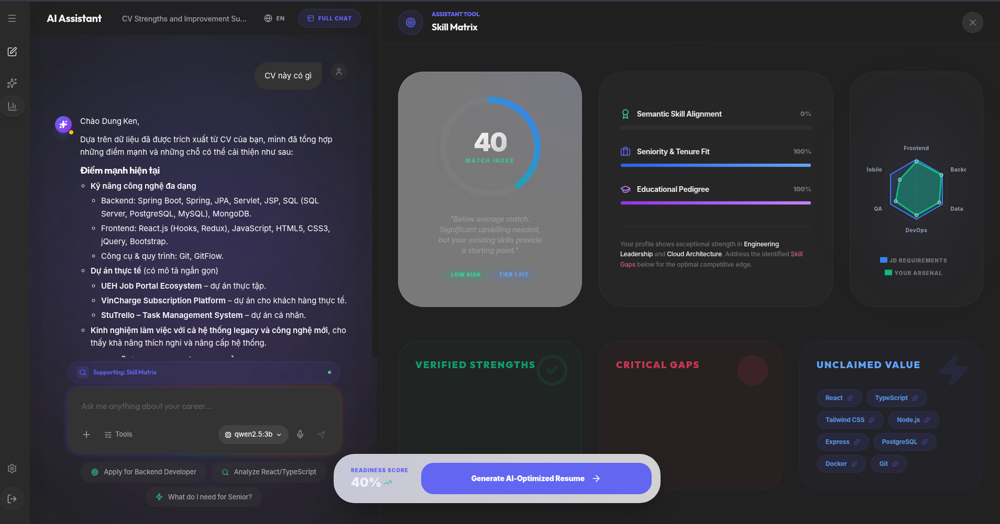 AI Assistant
CV Strengths and Improvement Su...
EN
FULL CHAT
CV này có gì
Chào Dung Ken,
Dựa trên dữ liệu đã được trích xuất từ CV của bạn, mình đã tổng hợp
những điểm mạnh và những chỗ có thể cải thiện như sau:
Điểm mạnh hiện tại
Kỹ năng công nghệ đa dạng
Backend: Spring Boot, Spring, JPA, Servlet, JSP, SQL (SQL
Server, PostgreSQL, MySQL), MongoDB.
Frontend: React.js (Hooks, Redux), JavaScript, HTML5, CSS3,
jQuery, Bootstrap.
Công cụ & quy trình: Git, GitFlow.
Dự án thực tế (có mô tả ngắn gọn)
UEH Job Portal Ecosystem – dự án thực tập.
VinCharge Subscription Platform – dự án cho khách hàng thực tế.
StuTrello – Task Management System – dự án cá nhân.
Kinh nghiệm làm việc với cả hệ thống legacy và công nghệ mới, cho
thấy khả năng thích nghi và nâng cấp hệ thống.
Supporting: Skill Matrix
Ask me anything about your career...
Tools
qwen2.5:3b
Apply for Backend Developer
Analyze React/TypeScript
What do I need for Senior?
ASSISTANT TOOL
Skill Matrix
40
MATCH INDEX
"Below average match.
Significant upskilling needed,
but your existing skills provide
a starting point."
LOW RISK
TIER 1 FIT
Semantic Skill Alignment
0%
Seniority & Tenure Fit
100%
Educational Pedigree
100%
Your profile shows exceptional strength in Engineering
Leadership and Cloud Architecture. Address the identified Skill
Gaps below for the optimal competitive edge.
Frontend
lobile
Backe
QA
Data
DevOps
JD REQUIREMENTS
YOUR ARSENAL
VERIFIED STRENGTHS
CRITICAL GAPS
UNCLAIMED VALUE
React
TypeScript
Tailwind CSS
Node.js
Express
PostgreSQL
Docker
Git
READINESS SCORE
40%
Generate AI-Optimized Resume